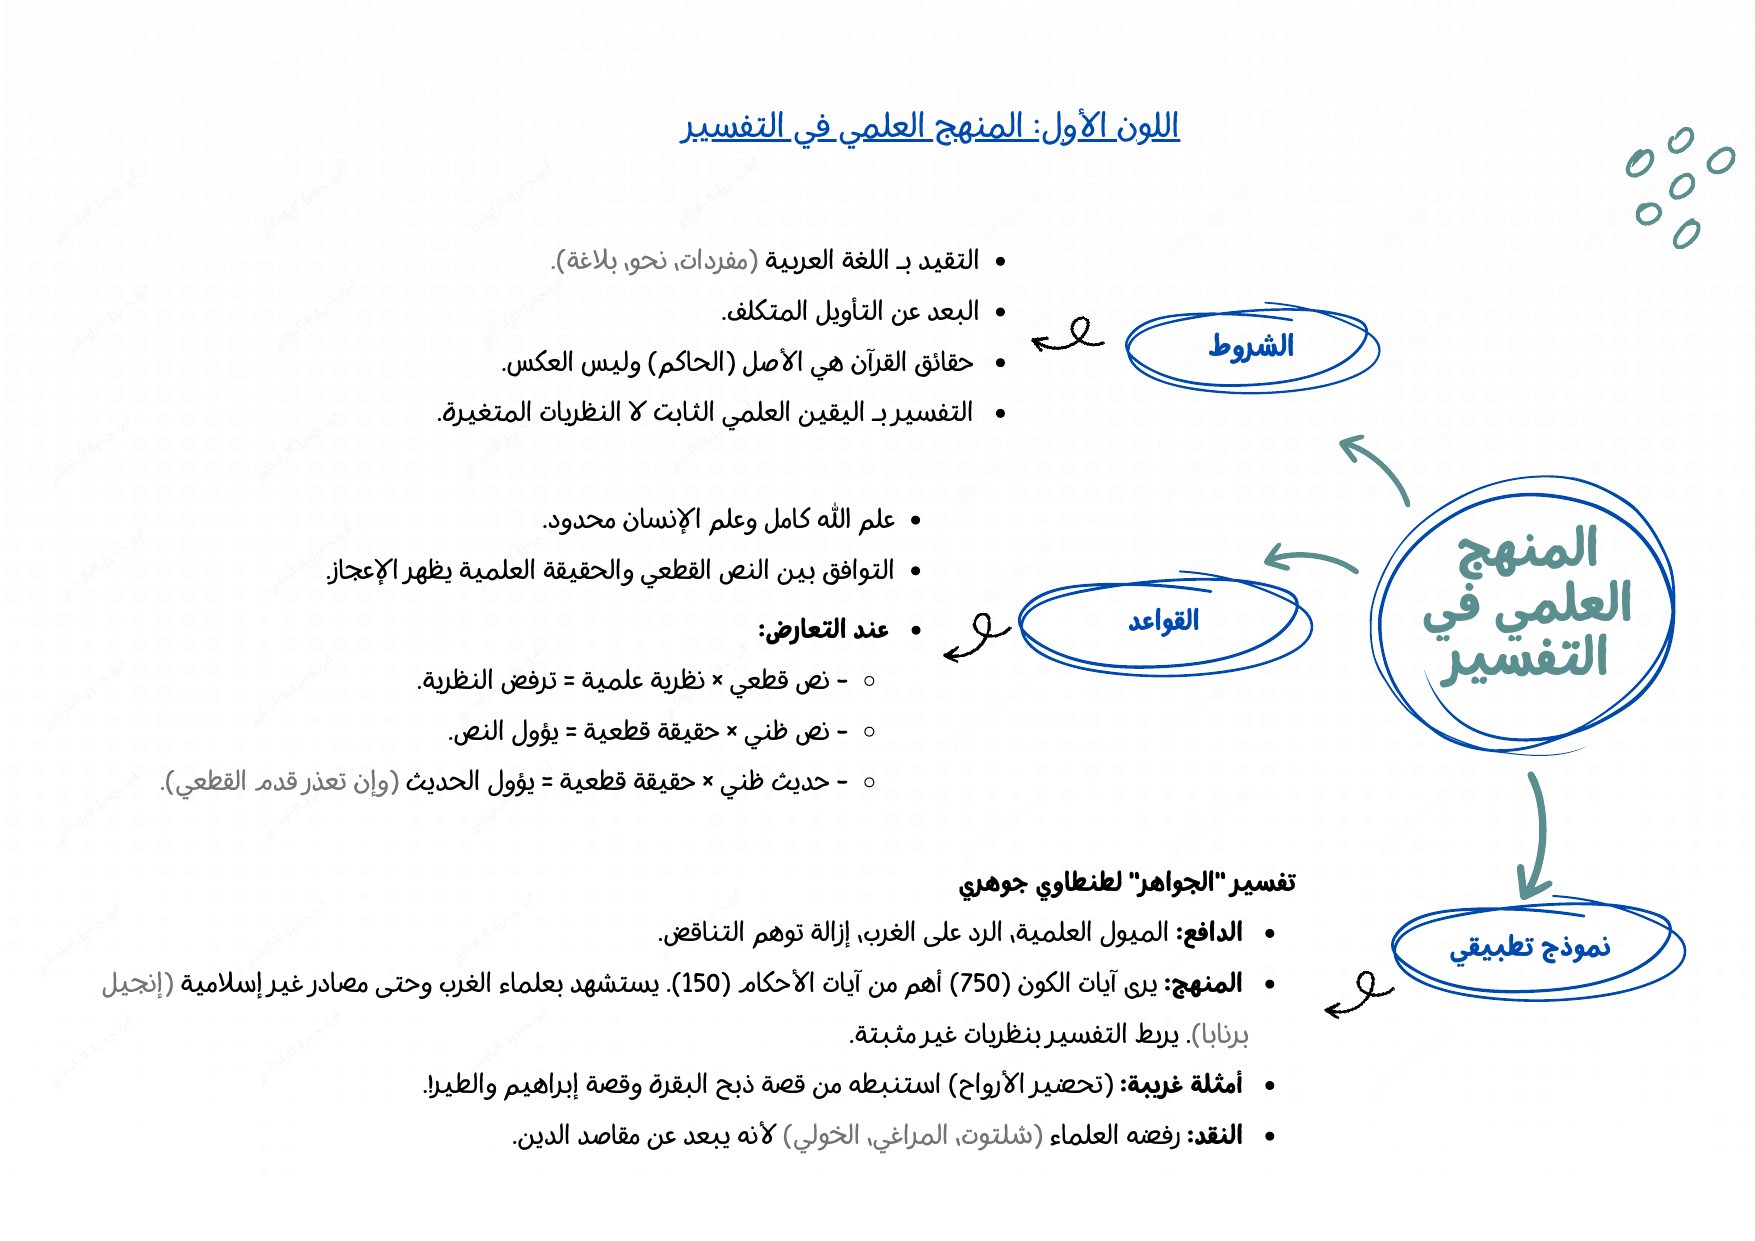 اللون الأول: المنهج العلمي في التفسير
المنهج
العلمي في
التفسير
الشروط
التقيد بـ اللغة العربية (مفردات، نحو، بلاغة).
البعد عن التأويل المتكلف.
حقائق القرآن هي الأصل (الحاكم) وليس العكس.
التفسير بـ اليقين العلمي الثابت لا النظريات المتغيرة.
القواعد
علم الله كامل وعلم الإنسان محدود.
التوافق بين النص القطعي والحقيقة العلمية يظهر الإعجاز.
عند التعارض:
- نص قطعي × نظرية علمية = ترفض النظرية.
- نص ظني × حقيقة قطعية = يؤول النص.
- حديث ظني × حقيقة قطعية = يؤول الحديث (وإن تعذر قدم القطعي).
نموذج تطبيقي
تفسير "الجواهر" لطنطاوي جوهري
الدافع: الميول العلمية، الرد على الغرب، إزالة توهم التناقض.
المنهج: يرى آيات الكون (750) أهم من آيات الأحكام (150). يستشهد بعلماء الغرب وحتى مصادر غير إسلامية (إنجيل
برنابا). يربط التفسير بنظريات غير مثبتة.
أمثلة غريبة: (تحضير الأرواح) استنبطه من قصة ذبح البقرة وقصة إبراهيم والطير!.
النقد: رفضه العلماء (شلتوت، المراغي، الخولي) لأنه يبعد عن مقاصد الدين.